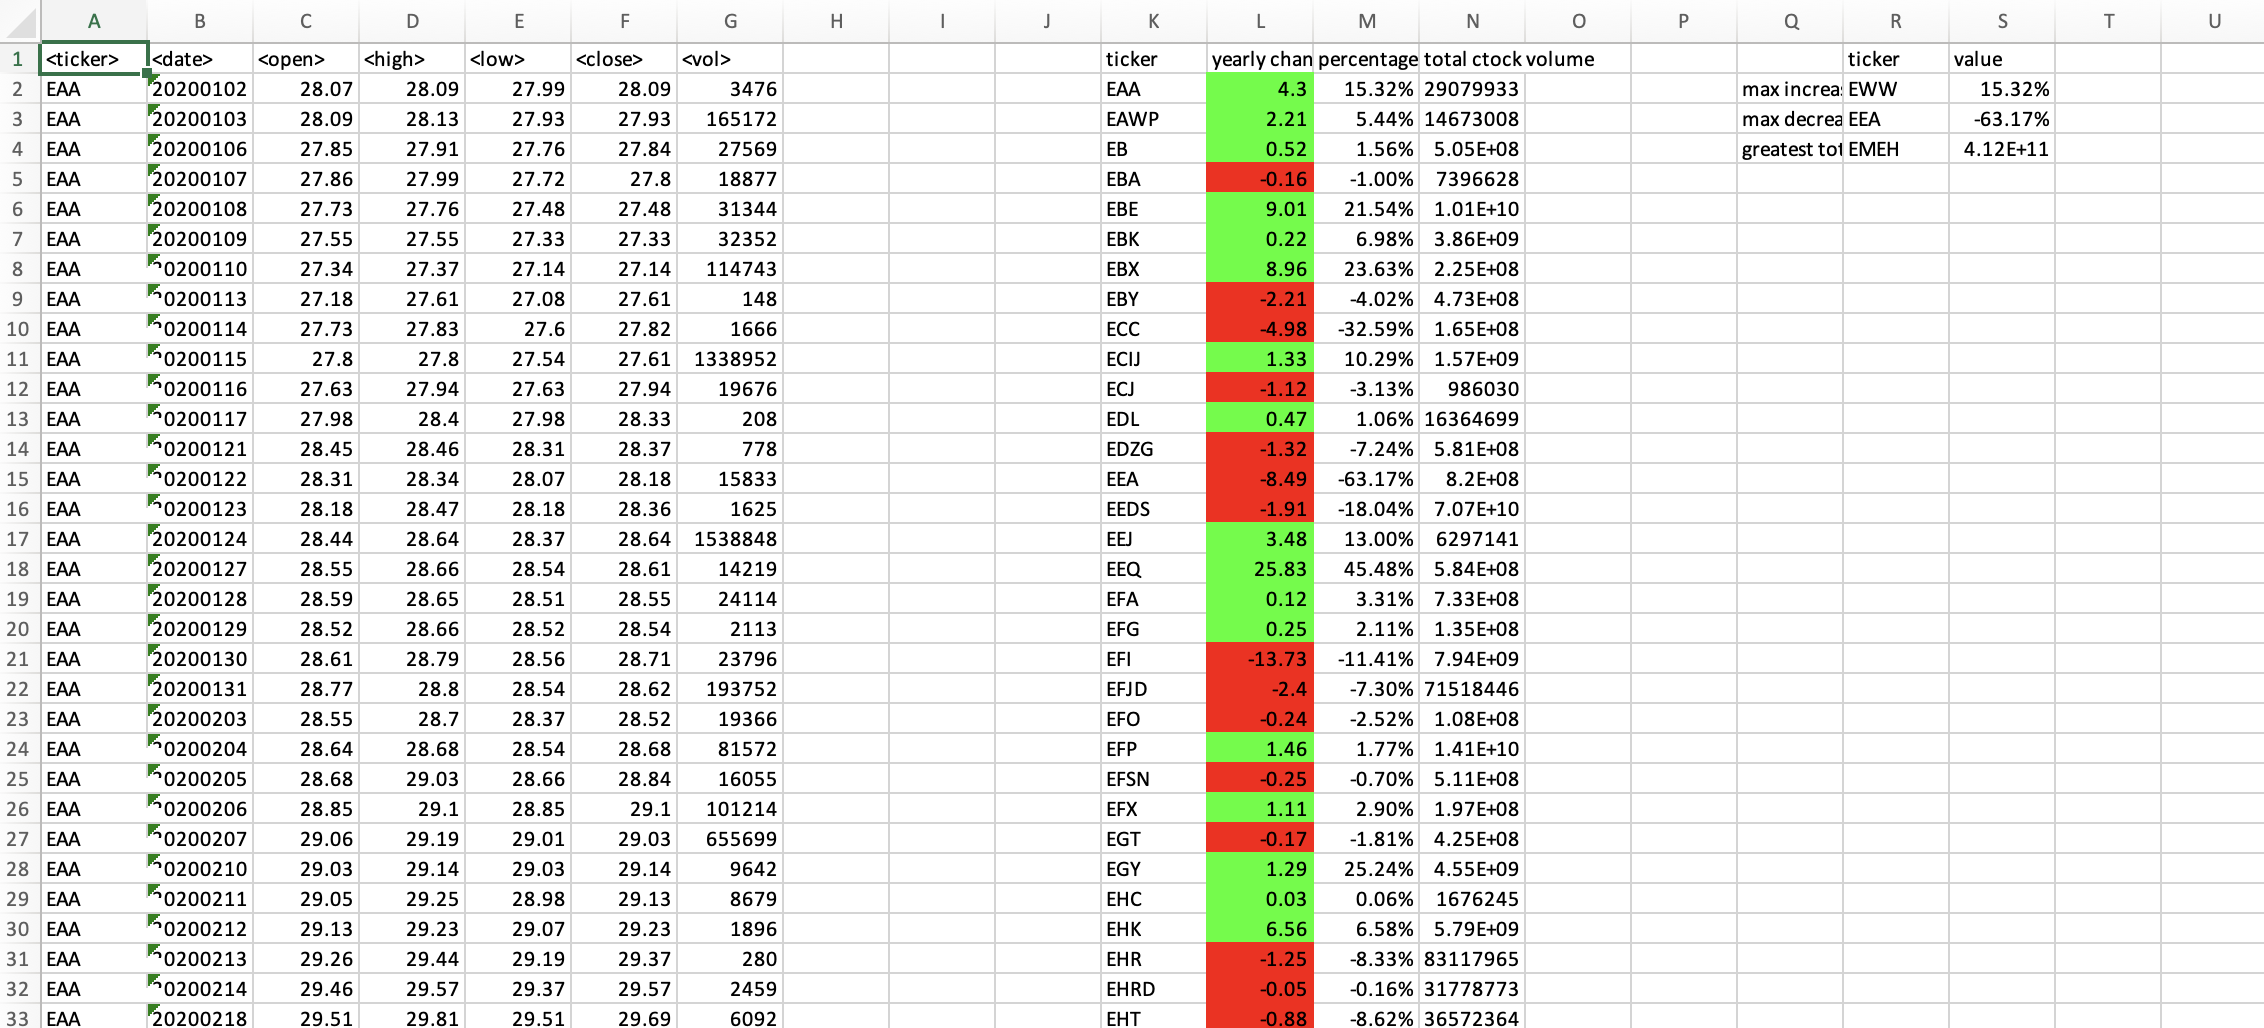 A B C D E F G H I J K L M N O P Q R S T U
1 <ticker> <date> <open> <high> <low> <close> <vol> ticker yearly chan percentage total ctock volume ticker value
2 EAA 20200102 28.07 28.09 27.99 28.09 3476 EAA 4.3 15.32% 29079933 max increa EWW 15.32%
3 EAA 20200103 28.09 28.13 27.93 27.93 165172 EAWP 2.21 5.44% 14673008 max decrea EEA -63.17%
4 EAA 20200106 27.85 27.91 27.76 27.84 27569 EB 0.52 1.56% 5.05E+08 greatest tot EMEH 4.12E+11
5 EAA 20200107 27.86 27.99 27.72 27.8 18877 EBA -0.16 -1.00% 7396628
6 EAA 20200108 27.73 27.76 27.48 27.48 31344 EBE 9.01 21.54% 1.01E+10
7 EAA 20200109 27.55 27.55 27.33 27.33 32352 EBK 0.22 6.98% 3.86E+09
8 EAA 20200110 27.34 27.37 27.14 27.14 114743 EBX 8.96 23.63% 2.25E+08
9 EAA 20200113 27.18 27.61 27.08 27.61 148 EBY -2.21 -4.02% 4.73E+08
10 EAA 20200114 27.73 27.83 27.6 27.82 1666 ECC -4.98 -32.59% 1.65E+08
11 EAA 20200115 27.8 27.8 27.54 27.61 1338952 ECIJ 1.33 10.29% 1.57E+09
12 EAA 20200116 27.63 27.94 27.63 27.94 19676 ECJ -1.12 -3.13% 986030
13 EAA 20200117 27.98 28.4 27.98 28.33 208 EDL 0.47 1.06% 16364699
14 EAA 20200121 28.45 28.46 28.31 28.37 778 EDZG -1.32 -7.24% 5.81E+08
15 EAA 20200122 28.31 28.34 28.07 28.18 15833 EEA -8.49 -63.17% 8.2E+08
16 EAA 20200123 28.18 28.47 28.18 28.36 1625 EEDS -1.91 -18.04% 7.07E+10
17 EAA 20200124 28.44 28.64 28.37 28.64 1538848 EEJ 3.48 13.00% 6297141
18 EAA 20200127 28.55 28.66 28.54 28.61 14219 EEQ 25.83 45.48% 5.84E+08
19 EAA 20200128 28.59 28.65 28.51 28.55 24114 EFA 0.12 3.31% 7.33E+08
20 EAA 20200129 28.52 28.66 28.52 28.54 2113 EFG 0.25 2.11% 1.35E+08
21 EAA 20200130 28.61 28.79 28.56 28.71 23796 EFI -13.73 -11.41% 7.94E+09
22 EAA 20200131 28.77 28.8 28.54 28.62 193752 EFJD -2.4 -7.30% 71518446
23 EAA 20200203 28.55 28.7 28.37 28.52 19366 EFO -0.24 -2.52% 1.08E+08
24 EAA 20200204 28.64 28.68 28.54 28.68 81572 EFP 1.46 1.77% 1.41E+10
25 EAA 20200205 28.68 29.03 28.66 28.84 16055 EFSN -0.25 -0.70% 5.11E+08
26 EAA 20200206 28.85 29.1 28.85 29.1 101214 EFX 1.11 2.90% 1.97E+08
27 EAA 20200207 29.06 29.19 29.01 29.03 655699 EGT -0.17 -1.81% 4.25E+08
28 EAA 20200210 29.03 29.14 29.03 29.14 9642 EGY 1.29 25.24% 4.55E+09
29 EAA 20200211 29.05 29.25 28.98 29.13 8679 EHC 0.03 0.06% 1676245
30 EAA 20200212 29.13 29.23 29.07 29.23 1896 EHK 6.56 6.58% 5.79E+09
31 EAA 20200213 29.26 29.44 29.19 29.37 280 EHR -1.25 -8.33% 83117965
32 EAA 20200214 29.46 29.57 29.37 29.57 2459 EHRD -0.05 -0.16% 31778773
33 EAA 20200218 29.51 29.81 29.51 29.69 6092 EHT -0.88 -8.62% 36572364